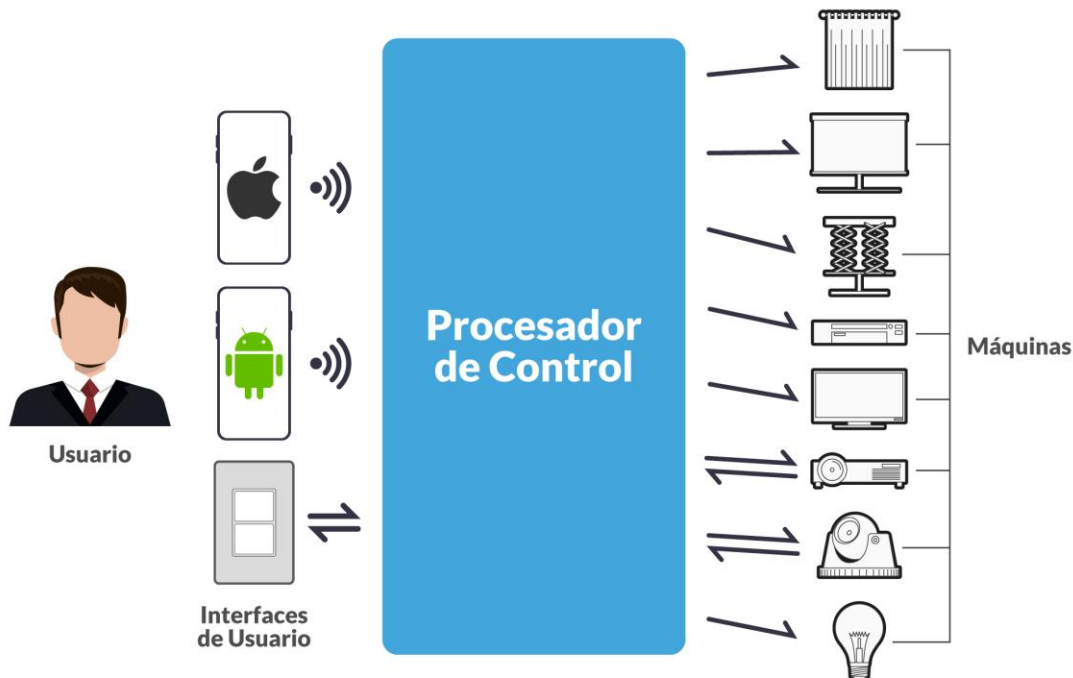 Procesador
de Control
Máquinas
Usuario
Interfaces
de Usuario